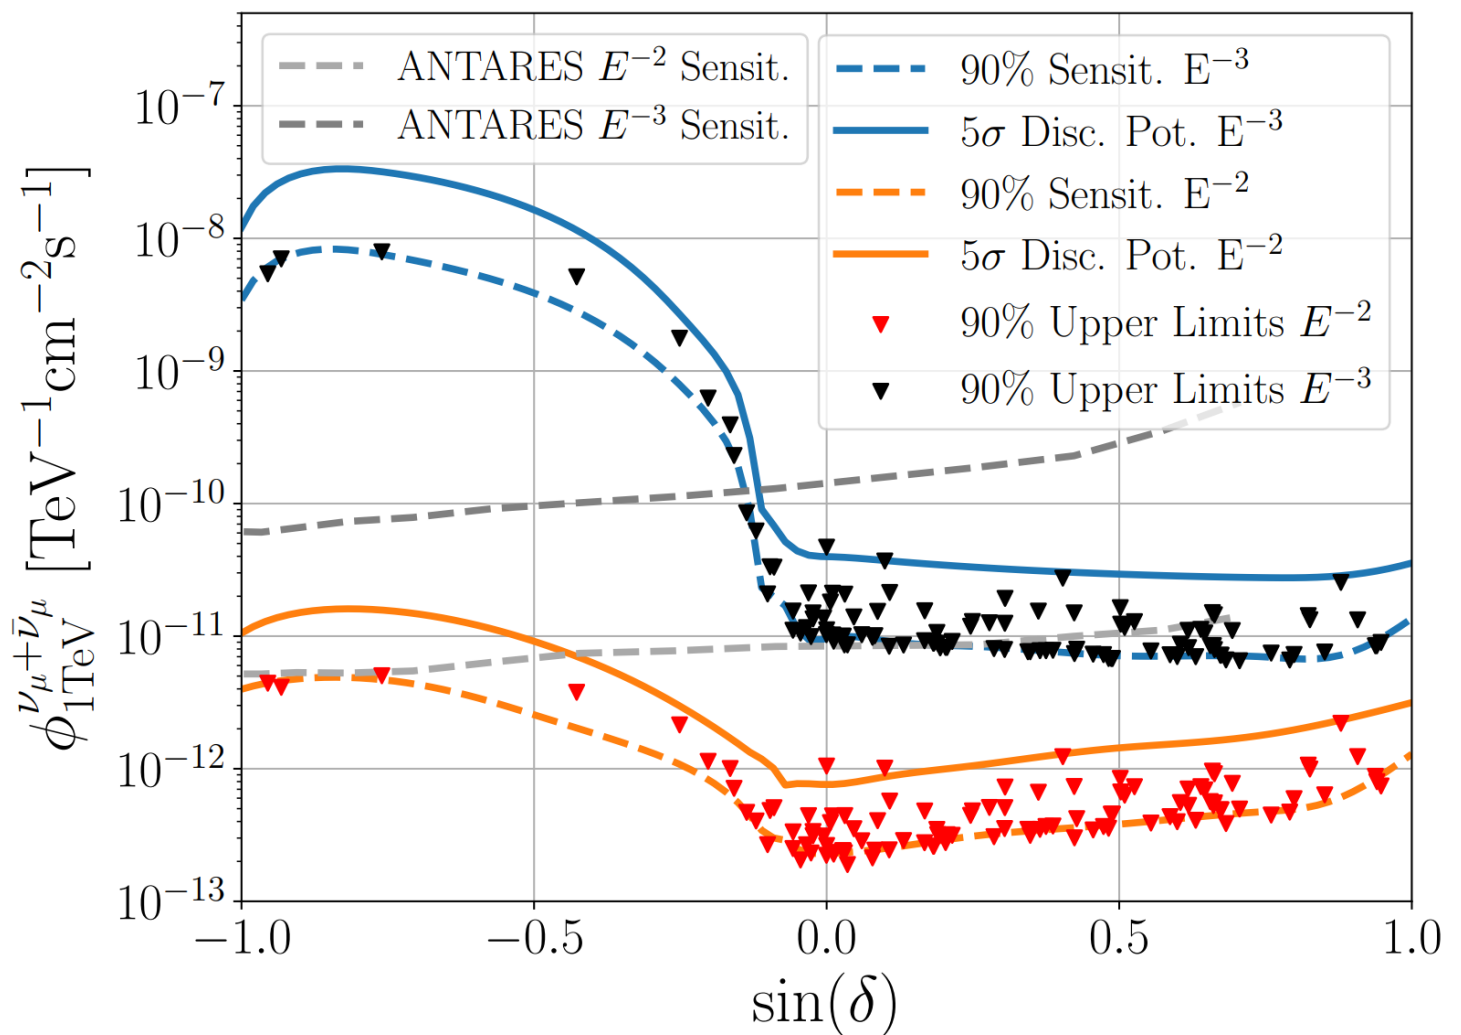 ANTARES E⁻² Sensit.
ANTARES E⁻³ Sensit.
90% Sensit. E⁻³
5σ Disc. Pot. E⁻³
90% Sensit. E⁻²
5σ Disc. Pot. E⁻²
90% Upper Limits E⁻²
90% Upper Limits E⁻³
10⁻⁷
10⁻⁸
10⁻⁹
10⁻¹⁰
10⁻¹¹
10⁻¹²
10⁻¹³
ϕ_{1TeV}^{ν_μ+ν̄_μ} [TeV⁻¹cm⁻²s⁻¹]
−1.0 −0.5 0.0 0.5 1.0
sin(δ)